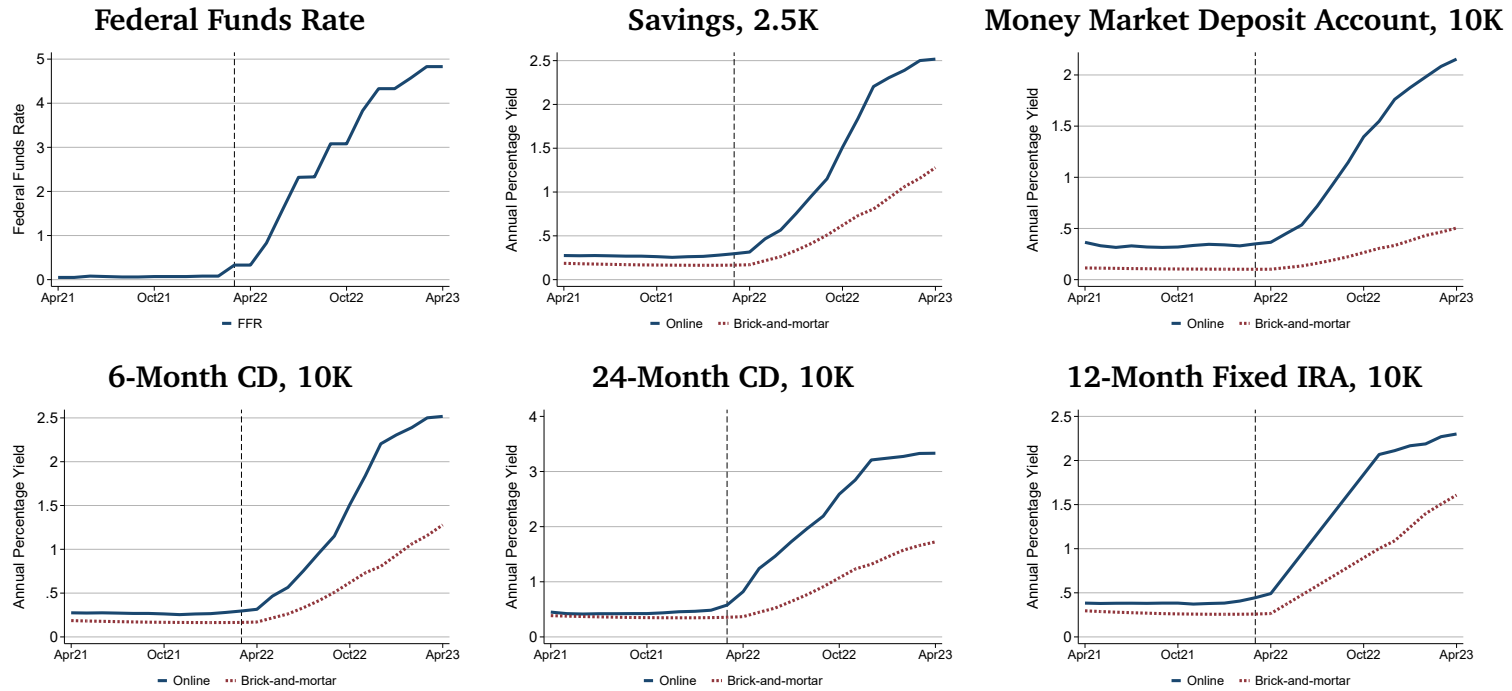 Federal Funds Rate
Federal Funds Rate
5
4
3
2
1
0
Apr21 Oct21 Apr22 Oct22 Apr23
FFR
Savings, 2.5K
Annual Percentage Yield
2.5
2
1.5
1
.5
0
Apr21 Oct21 Apr22 Oct22 Apr23
Online Brick-and-mortar
Money Market Deposit Account, 10K
Annual Percentage Yield
2
1.5
1
.5
0
Apr21 Oct21 Apr22 Oct22 Apr23
Online Brick-and-mortar
6-Month CD, 10K
Annual Percentage Yield
2.5
2
1.5
1
.5
0
Apr21 Oct21 Apr22 Oct22 Apr23
Online Brick-and-mortar
24-Month CD, 10K
Annual Percentage Yield
4
3
2
1
0
Apr21 Oct21 Apr22 Oct22 Apr23
Online Brick-and-mortar
12-Month Fixed IRA, 10K
Annual Percentage Yield
2.5
2
1.5
1
.5
0
Apr21 Oct21 Apr22 Oct22 Apr23
Online Brick-and-mortar